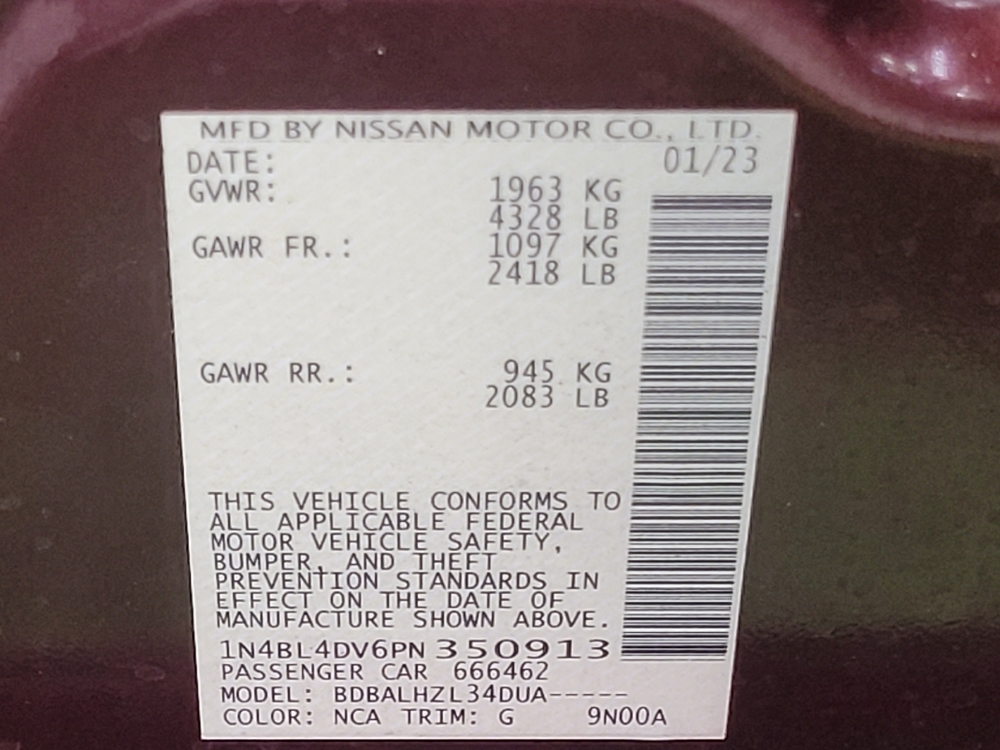 MFD BY NISSAN MOTOR CO., LTD.
DATE: 01/23
GVWR: 1963 KG
4328 LB
GAWR FR.: 1097 KG
2418 LB
GAWR RR.: 945 KG
2083 LB
THIS VEHICLE CONFORMS TO
ALL APPLICABLE FEDERAL
MOTOR VEHICLE SAFETY,
BUMPER, AND THEFT
PREVENTION STANDARDS IN
EFFECT ON THE DATE OF
MANUFACTURE SHOWN ABOVE.
1N4BL4DV6PN350913
PASSENGER CAR 666462
MODEL: BDBALHZL34DUA-----
COLOR: NCA TRIM: G 9N00A